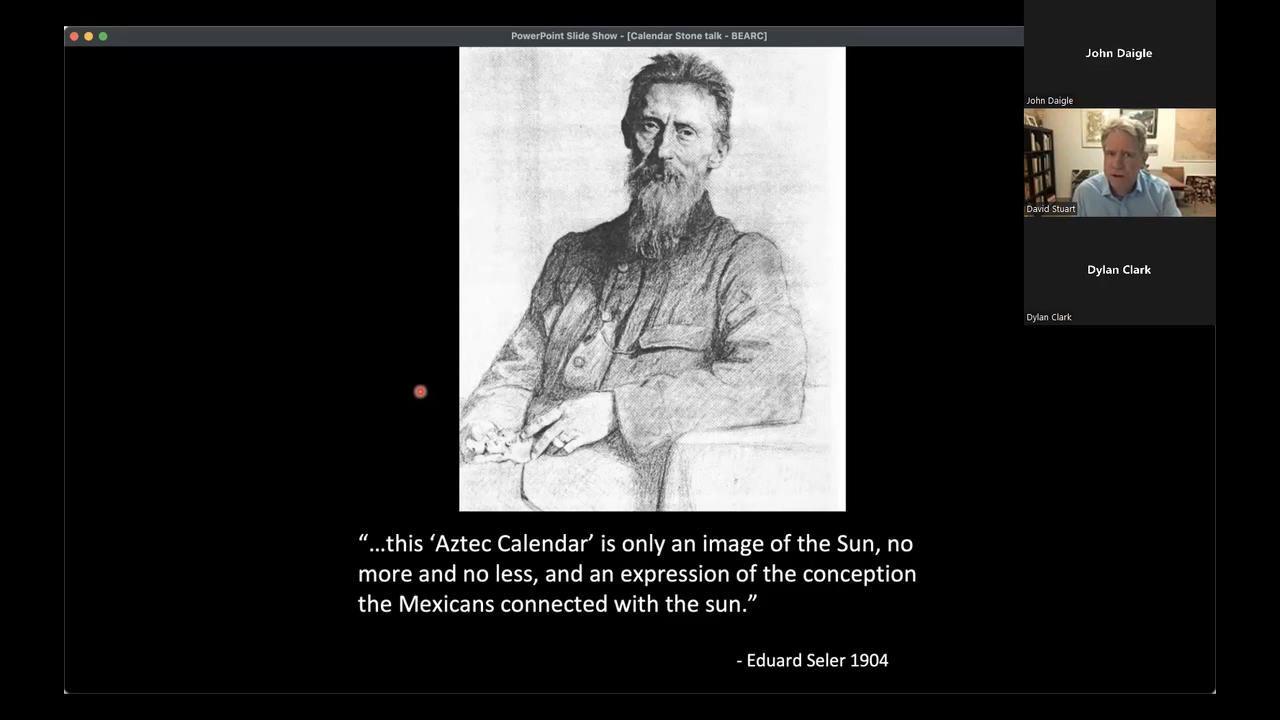 PowerPoint Slide Show - [Calendar Stone talk - BEARC]
John Daigle
John Daigle
David Stuart
Dylan Clark
Dylan Clark
“...this ‘Aztec Calendar’ is only an image of the Sun, no
more and no less, and an expression of the conception
the Mexicans connected with the sun.”
- Eduard Seler 1904